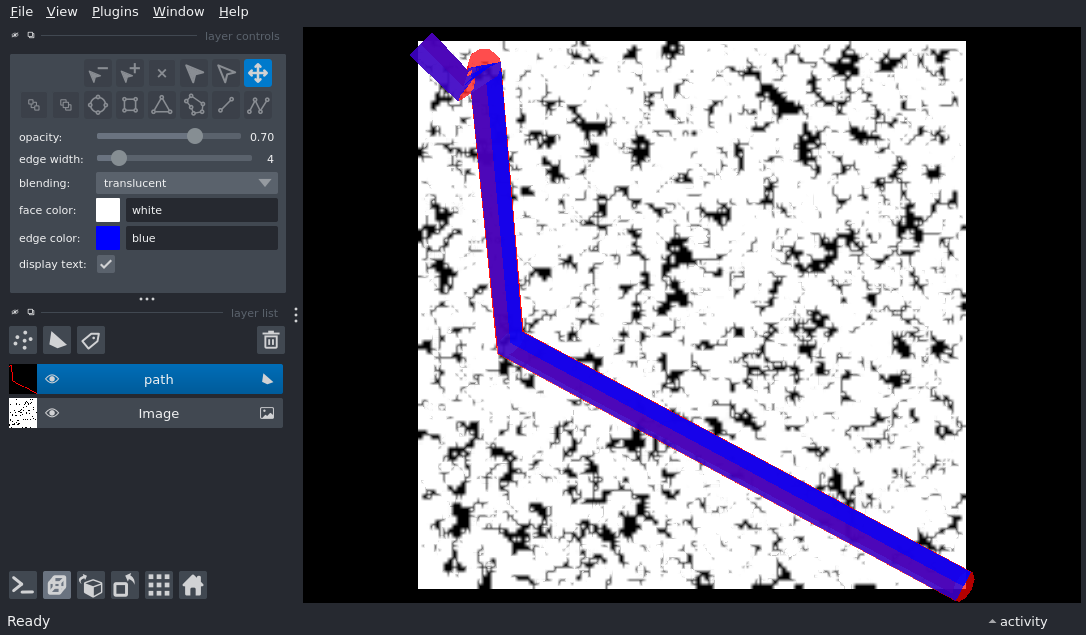 File View Plugins Window Help
layer controls
opacity: 0.70
edge width: 4
blending: translucent
face color: white
edge color: blue
display text:
layer list
path
Image
Ready
activity